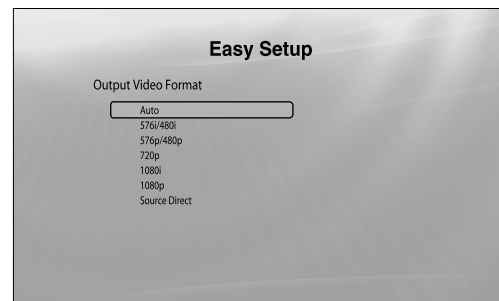 Easy Setup
Output Video Format
Auto
576i/480i
576p/480p
720p
1080i
1080p
Source Direct